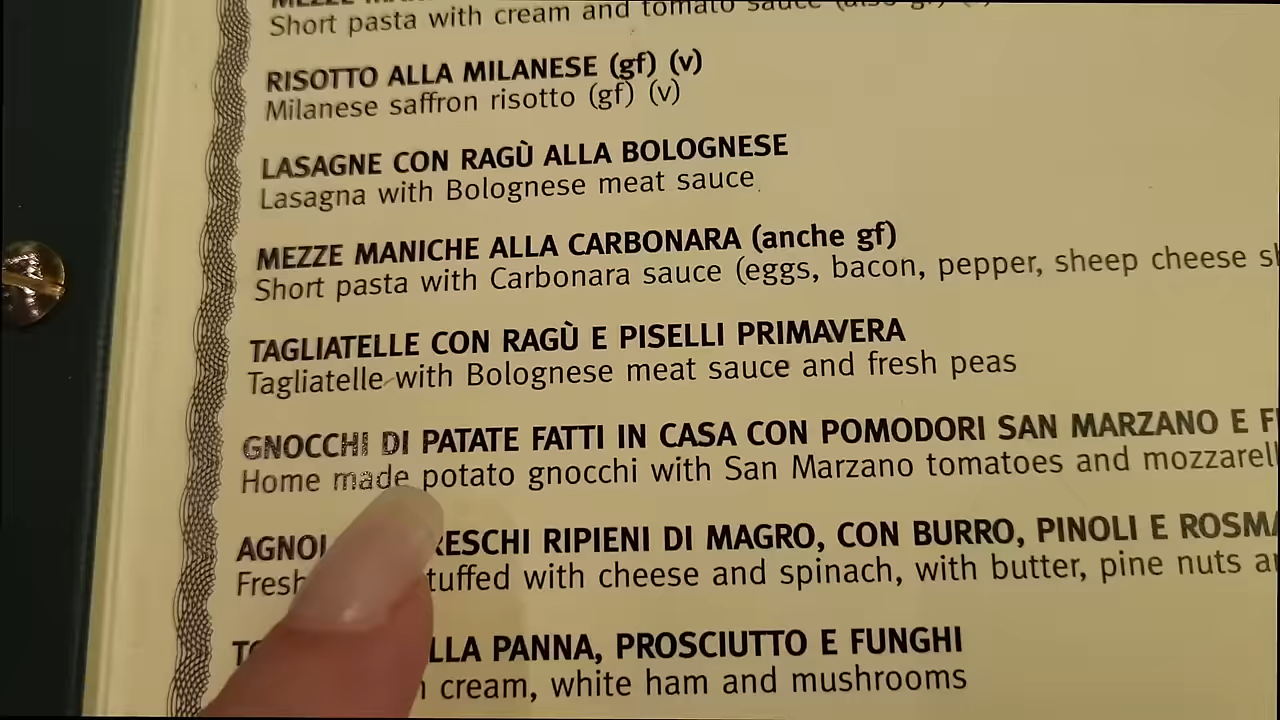 Short pasta with cream and tomato sauce
RISOTTO ALLA MILANESE (gf) (v)
Milanese saffron risotto (gf) (v)
LASAGNE CON RAGÙ ALLA BOLOGNESE
Lasagna with Bolognese meat sauce
MEZZE MANICHE ALLA CARBONARA (anche gf)
Short pasta with Carbonara sauce (eggs, bacon, pepper, sheep cheese
TAGLIATELLE CON RAGÙ E PISELLI PRIMAVERA
Tagliatelle with Bolognese meat sauce and fresh peas
GNOCCHI DI PATATE FATTI IN CASA CON POMODORI SAN MARZANO E
Home made potato gnocchi with San Marzano tomatoes and
RIPIENI DI MAGRO, CON BURRO, PINOLI E
Fresh with cheese and spinach, with butter, pine nuts
PANNA, PROSCIUTTO E FUNGHI
cream, white ham and mushrooms